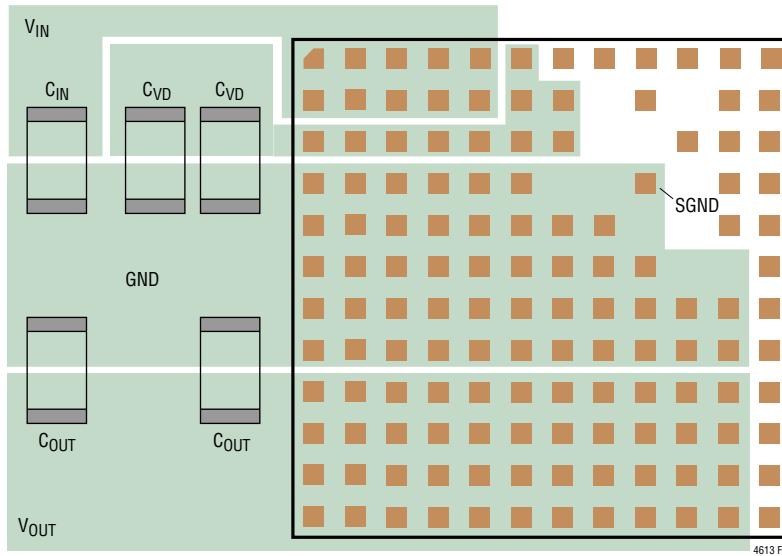 VIN
CIN
CVD
CVD
SGND
GND
COUT
COUT
VOUT
4613 F